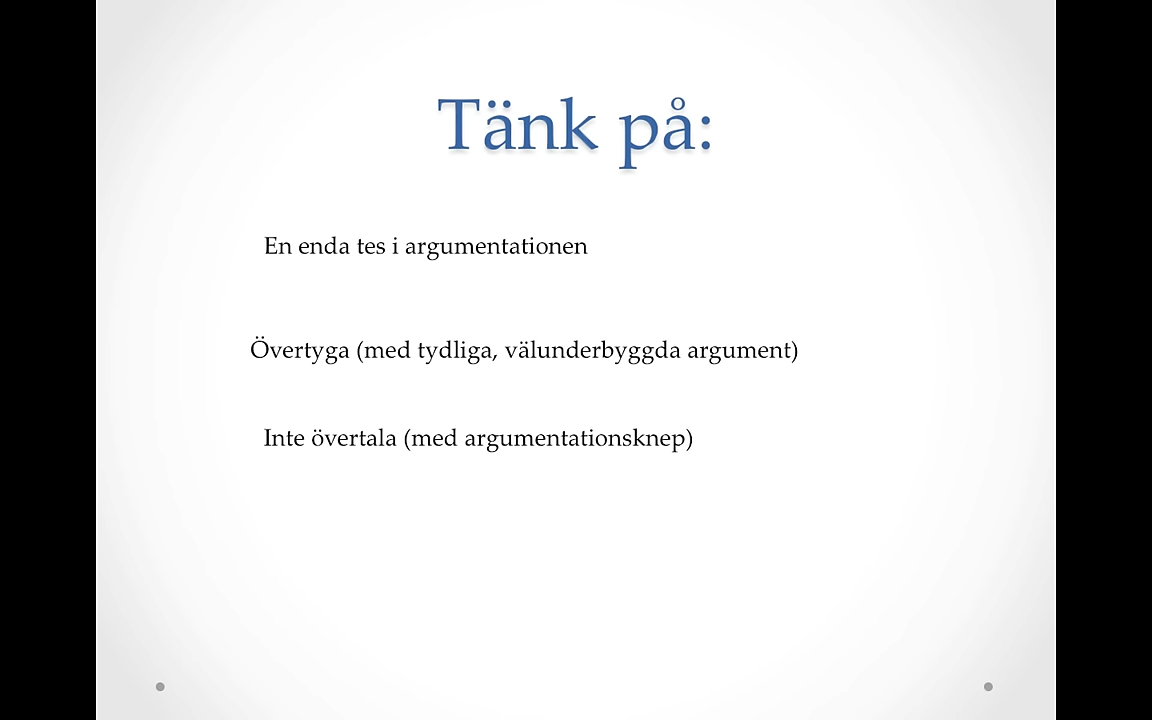 Tänk på:
En enda tes i argumentationen
Övertyga (med tydliga, välunderbyggda argument)
Inte övertala (med argumentationsknep)